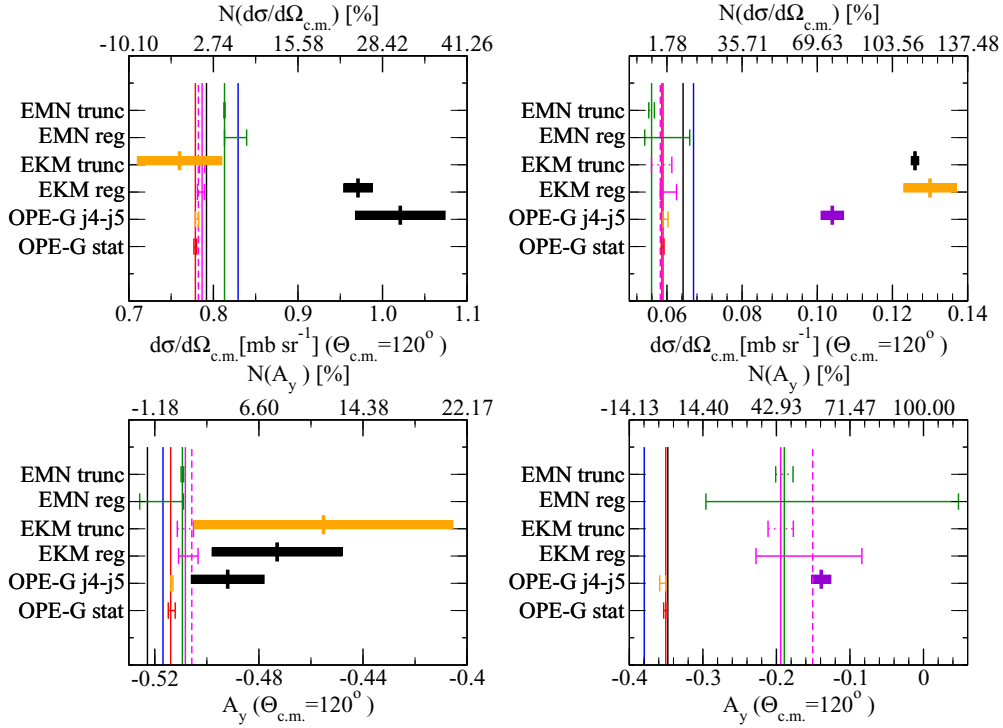 N(dσ/dΩc.m.) [%]
-10.10 2.74 15.58 28.42 41.26
EMN trunc
EMN reg
EKM trunc
EKM reg
OPE-G j4-j5
OPE-G stat
0.7 0.8 0.9 1.0 1.1
dσ/dΩc.m.[mb sr-1] (Θc.m.=120°)
N(dσ/dΩc.m.) [%]
1.78 35.71 69.63 103.56 137.48
EMN trunc
EMN reg
EKM trunc
EKM reg
OPE-G j4-j5
OPE-G stat
0.06 0.08 0.10 0.12 0.14
dσ/dΩc.m.[mb sr-1] (Θc.m.=120°)
N(Ay) [%]
-1.18 6.60 14.38 22.17
EMN trunc
EMN reg
EKM trunc
EKM reg
OPE-G j4-j5
OPE-G stat
-0.52 -0.48 -0.44 -0.4
Ay (Θc.m.=120°)
N(Ay) [%]
-14.13 14.40 42.93 71.47 100.00
EMN trunc
EMN reg
EKM trunc
EKM reg
OPE-G j4-j5
OPE-G stat
-0.4 -0.3 -0.2 -0.1 0
Ay (Θc.m.=120°)